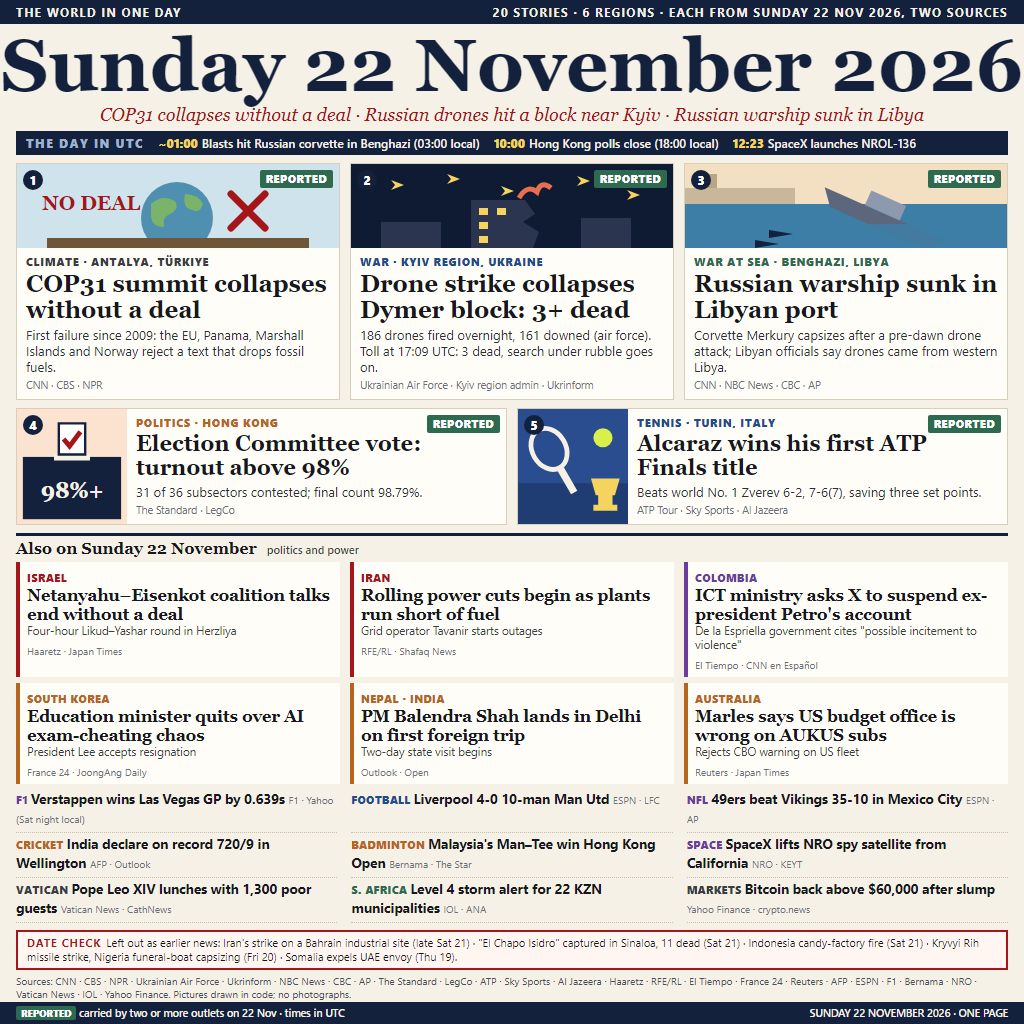 THE WORLD IN ONE DAY
20 STORIES · 6 REGIONS · EACH FROM SUNDAY 22 NOV 2026, TWO SOURCES
Sunday 22 November 2026
COP31 collapses without a deal · Russian drones hit a block near Kyiv · Russian warship sunk in Libya
THE DAY IN UTC ~01:00 Blasts hit Russian corvette in Benghazi (03:00 local) 10:00 Hong Kong polls close (18:00 local) 12:23 SpaceX launches NROL-136
1
REPORTED
NO DEAL
CLIMATE · ANTALYA, TÜRKIYE
COP31 summit collapses
without a deal
First failure since 2009: the EU, Panama, Marshall
Islands and Norway reject a text that drops fossil
fuels.
CNN · CBS · NPR
2
REPORTED
WAR · KYIV REGION, UKRAINE
Drone strike collapses
Dymer block: 3+ dead
186 drones fired overnight, 161 downed (air force).
Toll at 17:09 UTC: 3 dead, search under rubble goes
on.
Ukrainian Air Force · Kyiv region admin · Ukrinform
3
REPORTED
WAR AT SEA · BENGHAZI, LIBYA
Russian warship sunk in
Libyan port
Corvette Merkury capsizes after a pre-dawn drone
attack; Libyan officials say drones came from western
Libya.
CNN · NBC News · CBC · AP
4
98%+
POLITICS · HONG KONG
REPORTED
Election Committee vote:
turnout above 98%
31 of 36 subsectors contested; final count 98.79%.
The Standard · LegCo
5
TENNIS · TURIN, ITALY
REPORTED
Alcaraz wins his first ATP
Finals title
Beats world No. 1 Zverev 6-2, 7-6(7), saving three set points.
ATP Tour · Sky Sports · Al Jazeera
Also on Sunday 22 November politics and power
ISRAEL
Netanyahu–Eisenkot coalition talks
end without a deal
Four-hour Likud–Yashar round in Herzliya
Haaretz · Japan Times
IRAN
Rolling power cuts begin as plants
run short of fuel
Grid operator Tavanir starts outages
RFE/RL · Shafaq News
COLOMBIA
ICT ministry asks X to suspend ex-
president Petro's account
De la Espriella government cites "possible incitement to
violence"
El Tiempo · CNN en Español
SOUTH KOREA
Education minister quits over AI
exam-cheating chaos
President Lee accepts resignation
France 24 · JoongAng Daily
NEPAL · INDIA
PM Balendra Shah lands in Delhi
on first foreign trip
Two-day state visit begins
Outlook · Open
AUSTRALIA
Marles says US budget office is
wrong on AUKUS subs
Rejects CBO warning on US fleet
Reuters · Japan Times
F1 Verstappen wins Las Vegas GP by 0.639s F1 · Yahoo
(Sat night local)
FOOTBALL Liverpool 4-0 10-man Man Utd ESPN · LFC
NFL 49ers beat Vikings 35-10 in Mexico City ESPN ·
AP
CRICKET India declare on record 720/9 in
Wellington AFP · Outlook
BADMINTON Malaysia's Man–Tee win Hong Kong
Open Bernama · The Star
SPACE SpaceX lifts NRO spy satellite from
California NRO · KEYT
VATICAN Pope Leo XIV lunches with 1,300 poor
guests Vatican News · CathNews
S. AFRICA Level 4 storm alert for 22 KZN
municipalities IOL · ANA
MARKETS Bitcoin back above $60,000 after slump
Yahoo Finance · crypto.news
DATE CHECK Left out as earlier news: Iran's strike on a Bahrain industrial site (late Sat 21) · "El Chapo Isidro" captured in Sinaloa, 11 dead (Sat 21) · Indonesia candy-factory fire (Sat 21) · Kryvyi Rih
missile strike, Nigeria funeral-boat capsizing (Fri 20) · Somalia expels UAE envoy (Thu 19).
Sources: CNN · CBS · NPR · Ukrainian Air Force · Ukrinform · NBC News · CBC · AP · The Standard · LegCo · ATP · Sky Sports · Al Jazeera · Haaretz · RFE/RL · El Tiempo · France 24 · Reuters · AFP · ESPN · F1 · Bernama · NRO ·
Vatican News · IOL · Yahoo Finance. Pictures drawn in code; no photographs.
REPORTED carried by two or more outlets on 22 Nov · times in UTC
SUNDAY 22 NOVEMBER 2026 · ONE PAGE